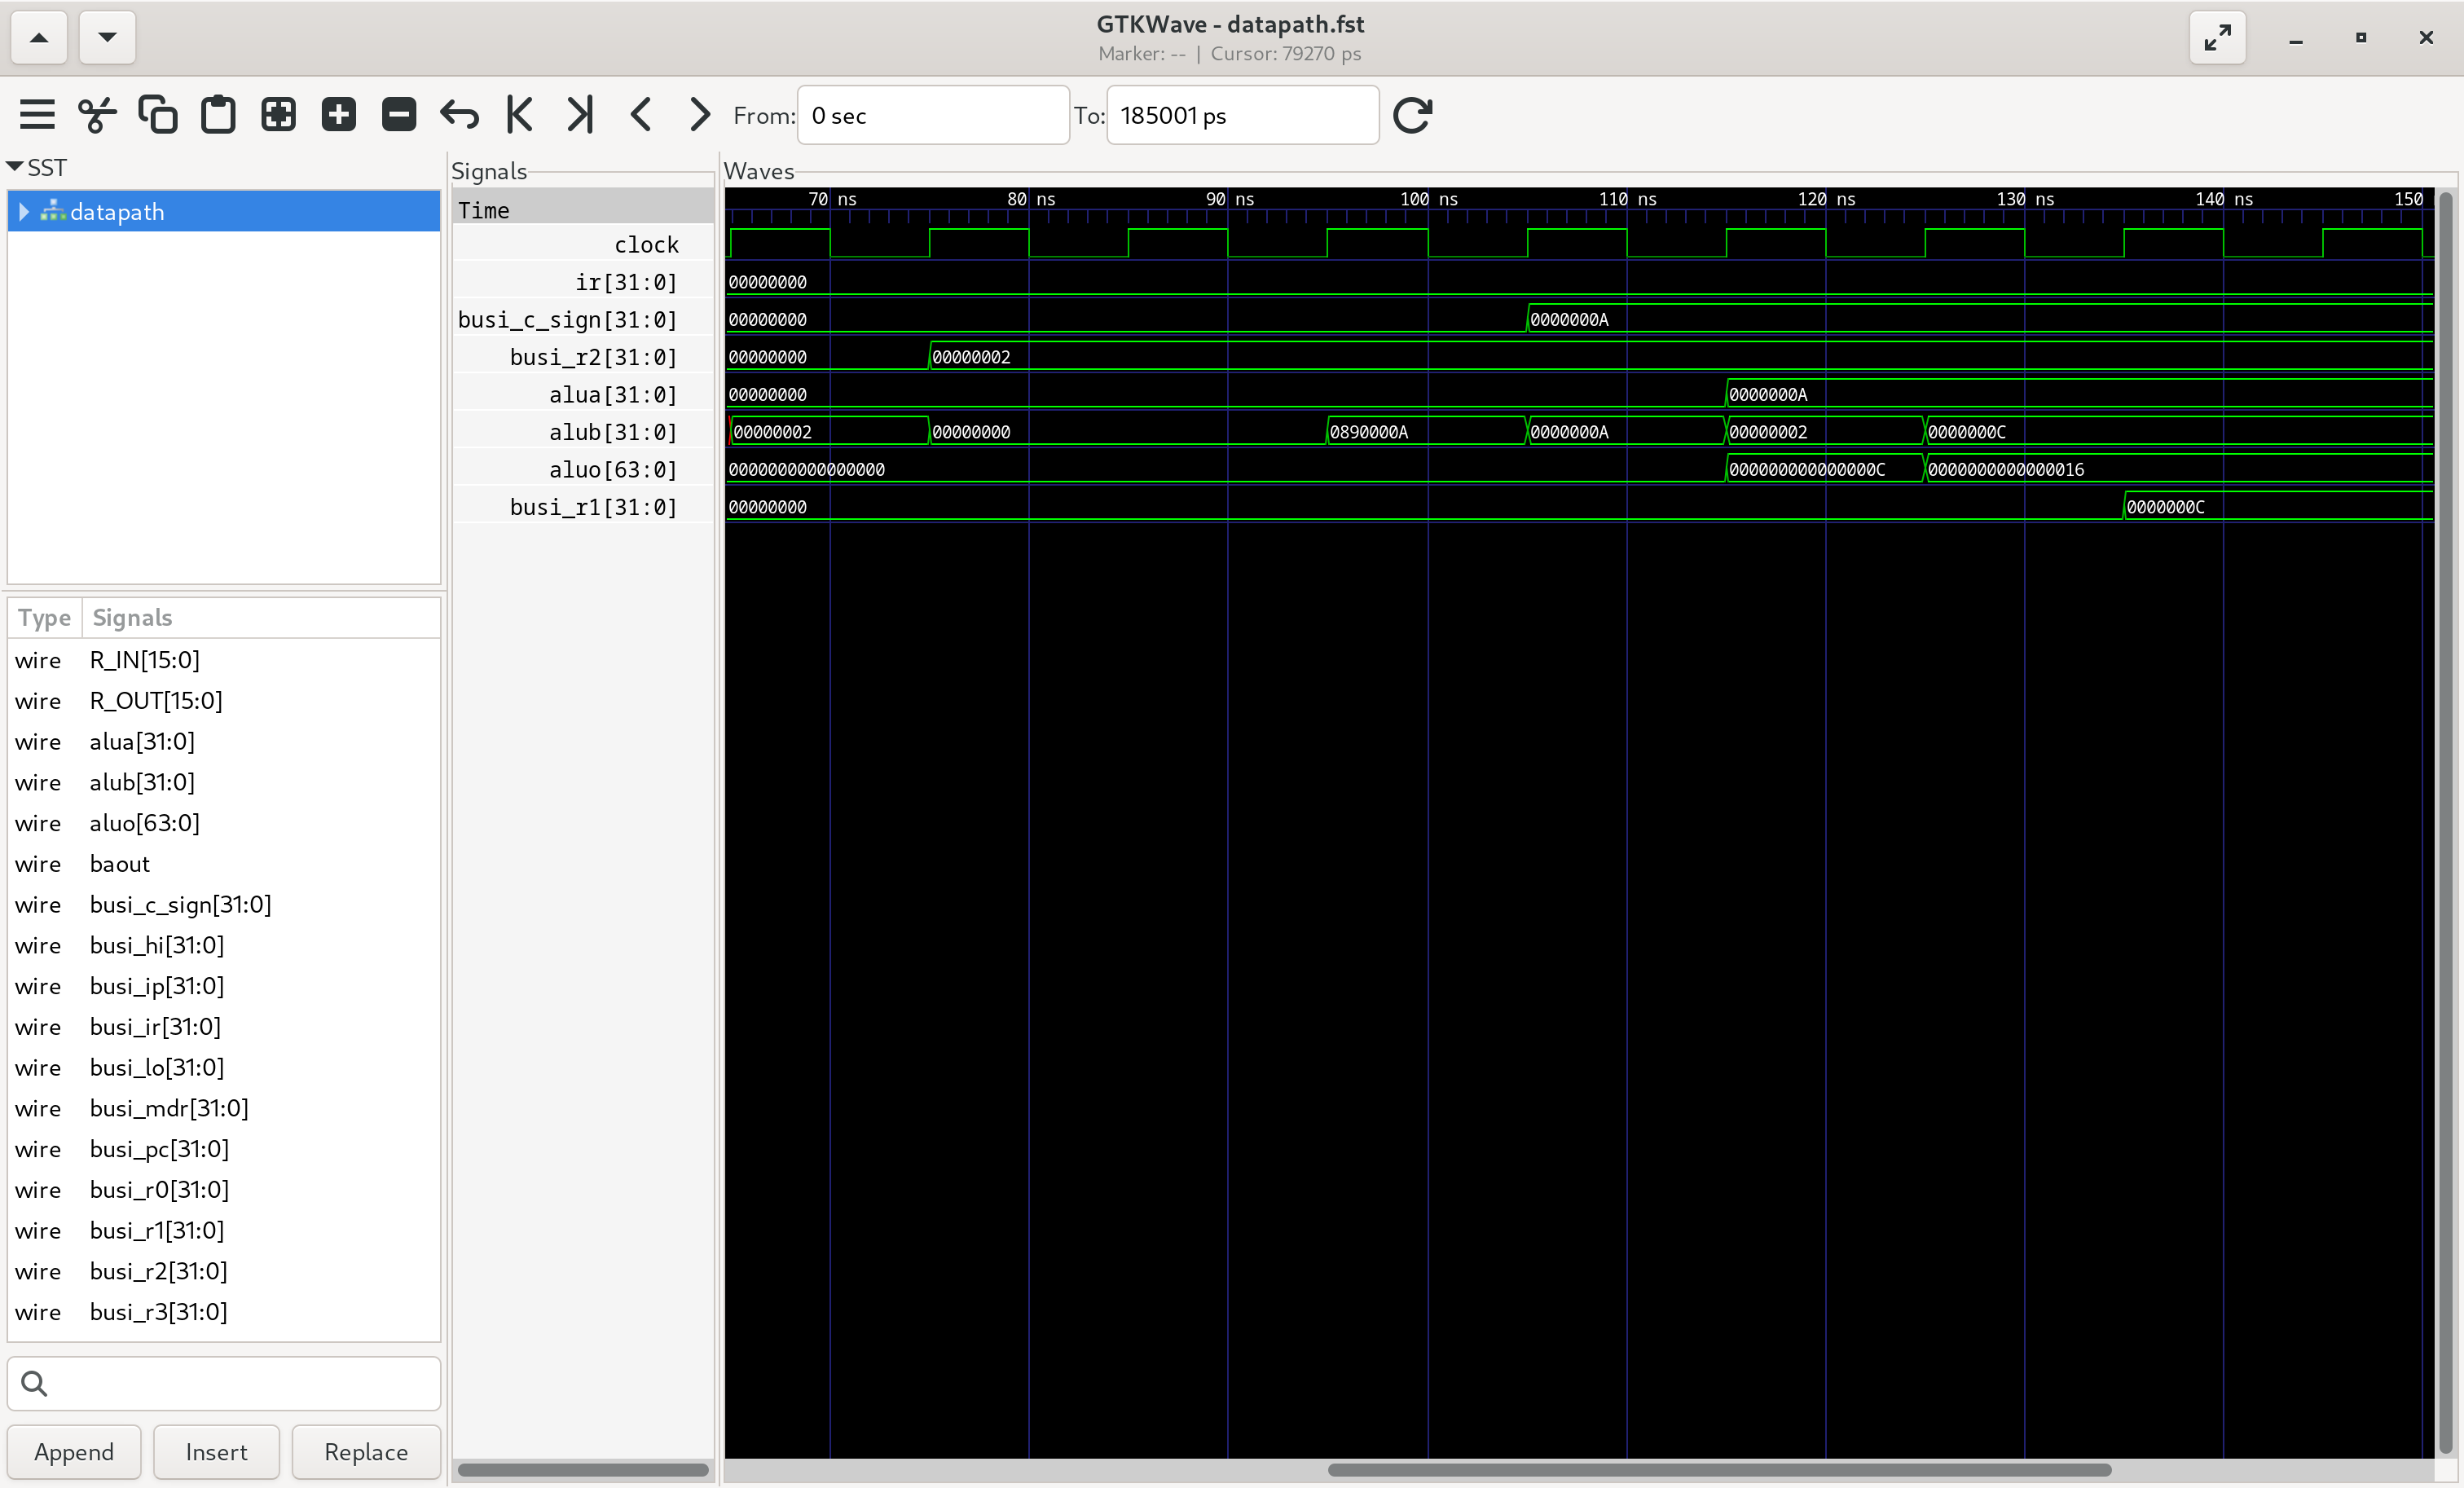 GTKWave - datapath.fst
Marker: -- | Cursor: 79270 ps
From: 0 sec To: 185001 ps
SST
datapath
Type Signals
wire R_IN[15:0]
wire R_OUT[15:0]
wire alua[31:0]
wire alub[31:0]
wire aluo[63:0]
wire baout
wire busi_c_sign[31:0]
wire busi_hi[31:0]
wire busi_ip[31:0]
wire busi_ir[31:0]
wire busi_lo[31:0]
wire busi_mdr[31:0]
wire busi_pc[31:0]
wire busi_r0[31:0]
wire busi_r1[31:0]
wire busi_r2[31:0]
wire busi_r3[31:0]
Append Insert Replace
Signals
Time
clock
ir[31:0]
busi_c_sign[31:0]
busi_r2[31:0]
alua[31:0]
alub[31:0]
aluo[63:0]
busi_r1[31:0]
Waves
70 ns 80 ns 90 ns 100 ns 110 ns 120 ns 130 ns 140 ns 150
00000000
00000000 0000000A
00000000 00000002
00000000 0000000A
00000002 00000000 0890000A 0000000A 00000002 0000000C
0000000000000000 000000000000000C 0000000000000016
00000000 0000000C